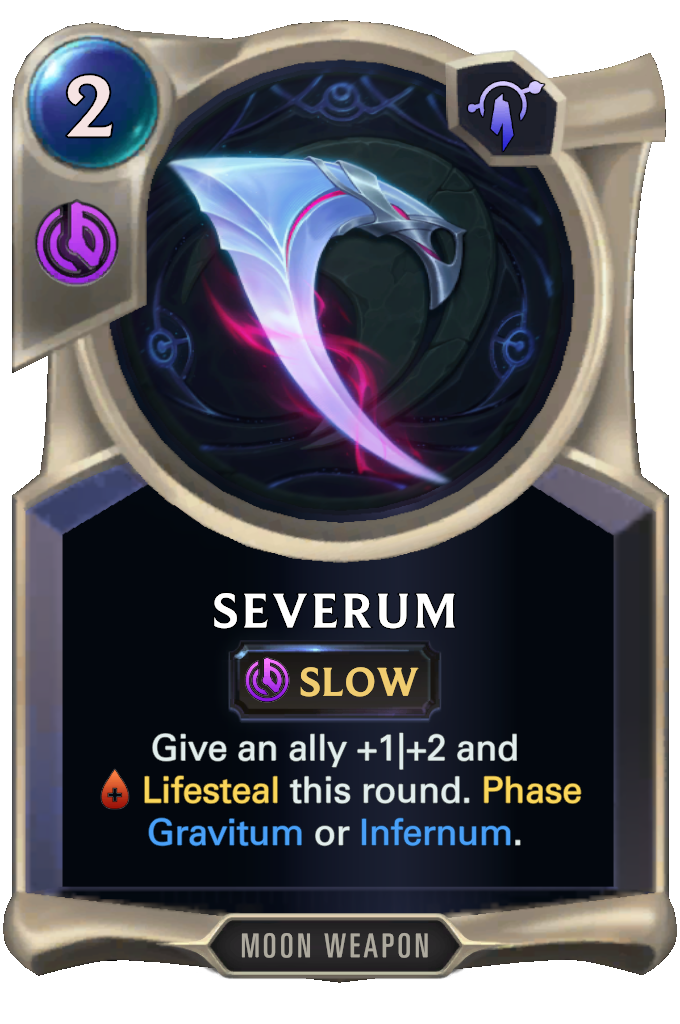 2
SEVERUM
SLOW
Give an ally +1|+2 and
Lifesteal this round. Phase
Gravitum or Infernum.
MOON WEAPON